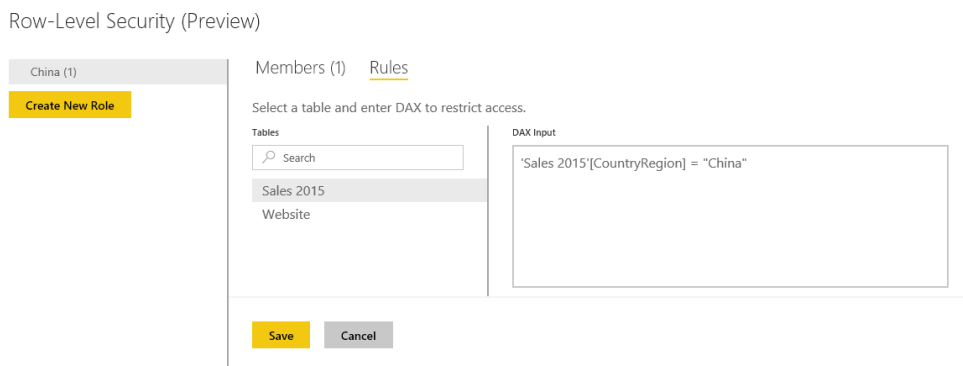 Row-Level Security (Preview)
China (1)
Create New Role
Members (1) Rules
Select a table and enter DAX to restrict access.
Tables
Search
Sales 2015
Website
DAX Input
'Sales 2015'[CountryRegion] = "China"
Save Cancel